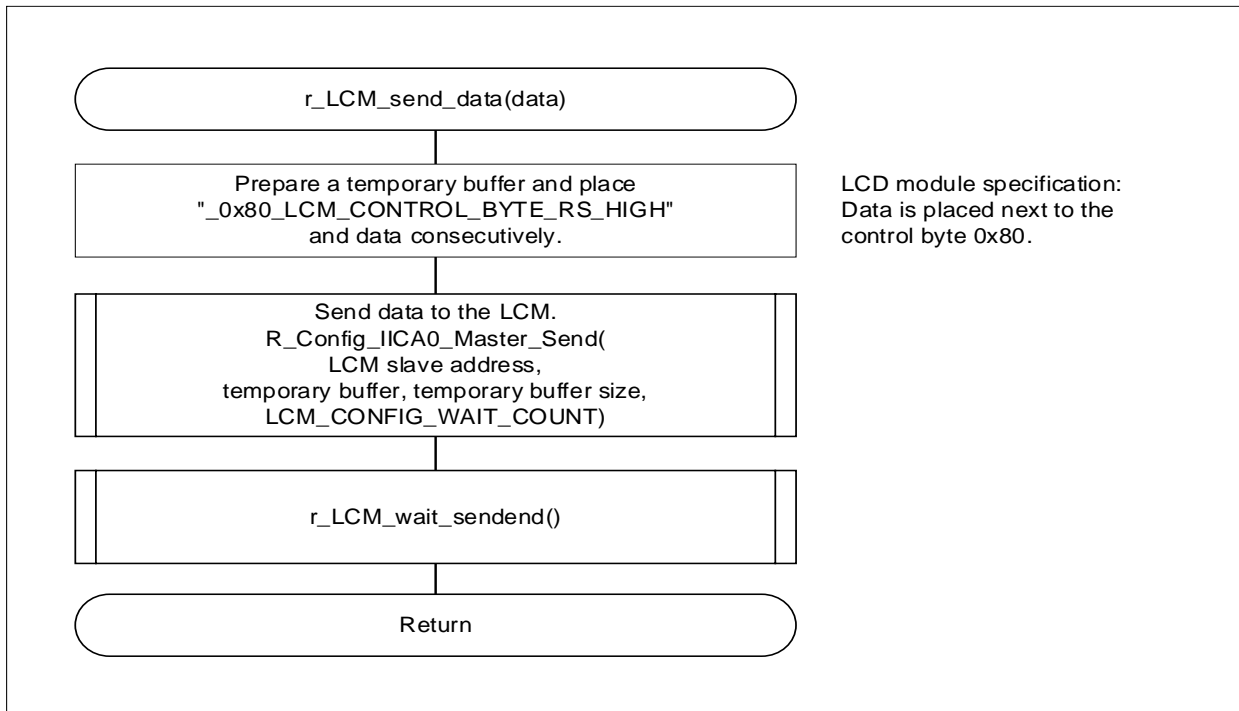 r_LCM_send_data(data)
Prepare a temporary buffer and place
"_0x80_LCM_CONTROL_BYTE_RS_HIGH"
and data consecutively.
LCD module specification:
Data is placed next to the
control byte 0x80.
Send data to the LCM.
R_Config_IICA0_Master_Send(
LCM slave address,
temporary buffer, temporary buffer size,
LCM_CONFIG_WAIT_COUNT)
r_LCM_wait_sendend()
Return